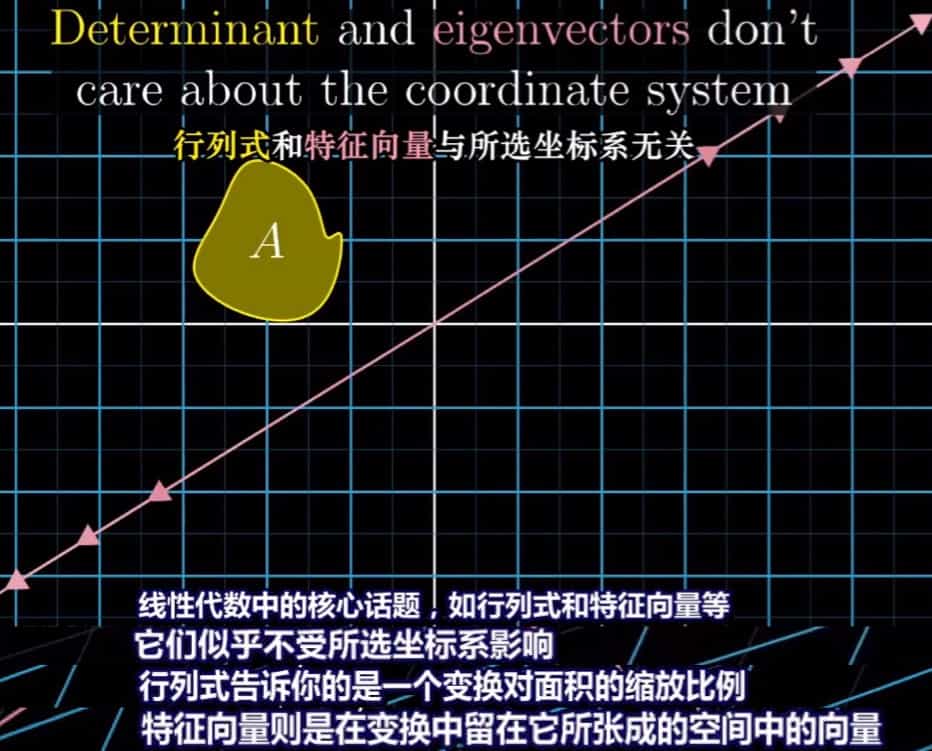 Determinant and eigenvectors don't
care about the coordinate system
行列式和特征向量与所选坐标系无关
A
线性代数中的核心话题，如行列式和特征向量等
它们似乎不受所选坐标系影响
行列式告诉你的是一个变换对面积的缩放比例
特征向量则是在变换中留在它所张成的空间中的向量